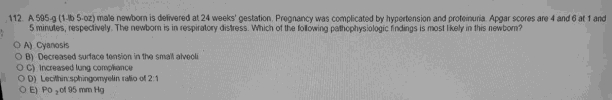 112. A 595-g (1-lb 5-oz) male newborn is delivered at 24 weeks' gestation. Pregnancy was complicated by hypertension and proteinuria. Apgar scores are 4 and 6 at 1 and
5 minutes, respectively. The newborn is in respiratory distress. Which of the following pathophysiologic findings is most likely in this newborn?
A) Cyanosis
B) Decreased surface tension in the small alveoli
C) Increased lung compliance
D) Lecithin:sphingomyelin ratio of 2:1
E) Po 2 of 95 mm Hg